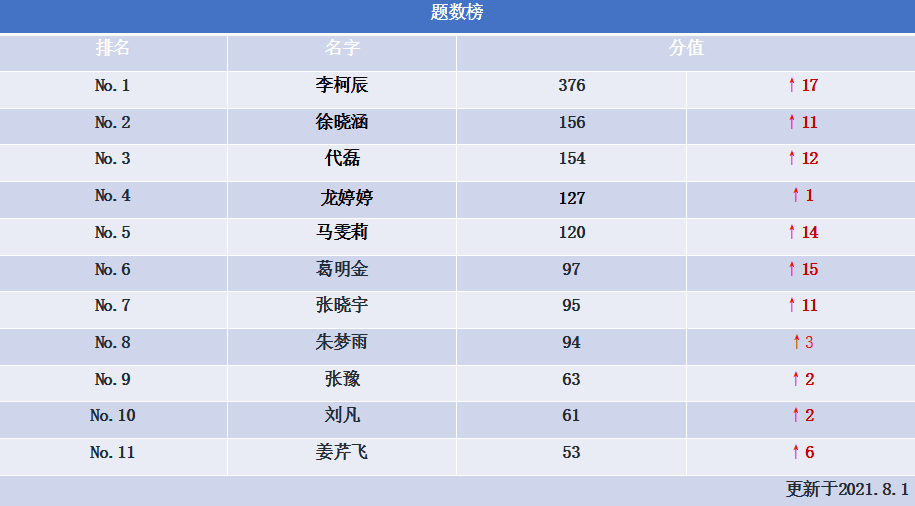 题数榜
排名 名字 分值
No.1 李柯辰 376 ↑17
No.2 徐晓涵 156 ↑11
No.3 代磊 154 ↑12
No.4 龙婷婷 127 ↑1
No.5 马雯莉 120 ↑14
No.6 葛明金 97 ↑15
No.7 张晓宇 95 ↑11
No.8 朱梦雨 94 ↑3
No.9 张豫 63 ↑2
No.10 刘凡 61 ↑2
No.11 姜芹飞 53 ↑6
更新于2021.8.1